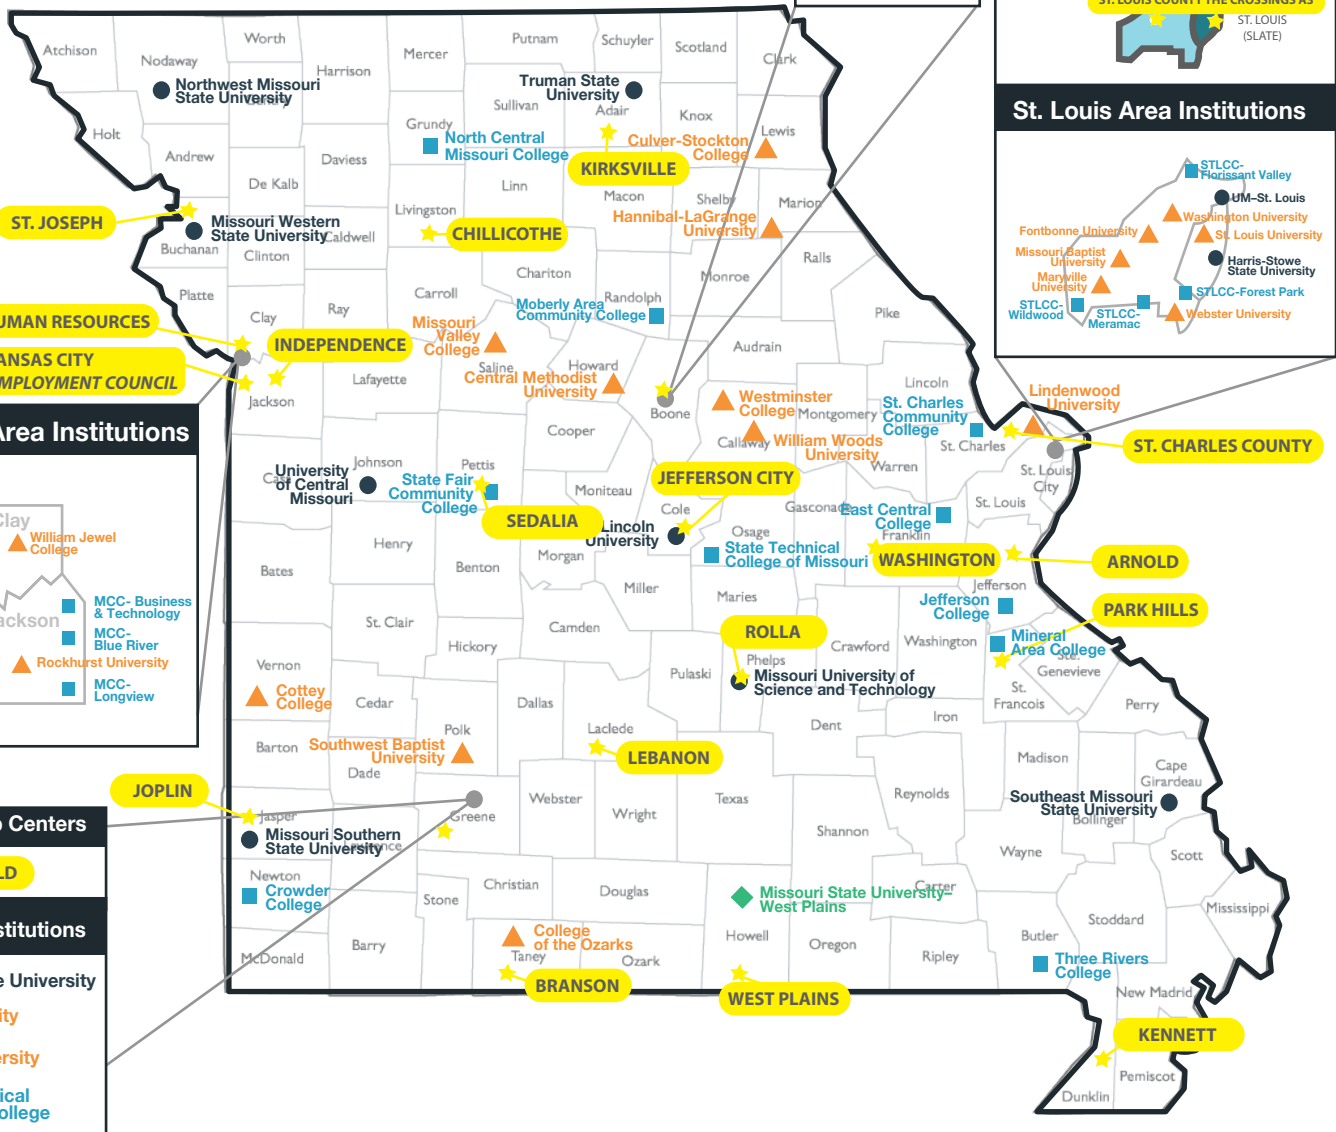 ST. LOUIS COUNTY THE CROSSINGS AS
ST. LOUIS
(SLATE)
St. Louis Area Institutions
STLCC-
Florissant Valley
UM–St. Louis
Washington University
Fontbonne University
St. Louis University
Missouri Baptist
University
Harris-Stowe
State University
Maryville
University
STLCC-Forest Park
STLCC-
Wildwood
STLCC-
Meramac
Webster University
Atchison
Nodaway
Worth
Mercer
Putnam
Schuyler
Scotland
Clark
Harrison
Northwest Missouri
State University
Gentry
Truman State
University
Sullivan
Adair
Knox
Lewis
Holt
Andrew
Daviess
Grundy
North Central
Missouri College
Culver-Stockton
College
KIRKSVILLE
De Kalb
Linn
Macon
Shelby
Marion
Livingston
ST. JOSEPH
Missouri Western
State University
Caldwell
CHILLICOTHE
Hannibal-LaGrange
University
Buchanan
Clinton
Chariton
Ralls
Monroe
Platte
Clay
Ray
Carroll
Randolph
Moberly Area
Community College
Pike
UMAN RESOURCES
INDEPENDENCE
Missouri
Valley
College
Audrain
ANSAS CITY
MPLOYMENT COUNCIL
Saline
Howard
Central Methodist
University
Lafayette
Lincoln
Jackson
Boone
Westminster
College
Montgomery
St. Charles
Community
College
Lindenwood
University
Callaway
William Woods
University
St. Charles
ST. CHARLES COUNTY
Area Institutions
Cooper
Warren
St. Louis
City
Cass
Johnson
Pettis
University
of Central
Missouri
State Fair
Community
College
JEFFERSON CITY
Moniteau
Cole
Gasconade
East Central
College
St. Louis
SEDALIA
Lincoln
University
Osage
Franklin
Clay
William Jewel
College
Henry
Morgan
State Technical
College of Missouri
WASHINGTON
ARNOLD
Bates
Benton
Miller
Maries
Jefferson
Jefferson
College
PARK HILLS
MCC- Business
& Technology
ackson
MCC-
Blue River
St. Clair
Camden
ROLLA
Crawford
Washington
Mineral
Area College
Hickory
Rockhurst University
Vernon
Pulaski
Phelps
Missouri University of
Science and Technology
Ste.
Genevieve
MCC-
Longview
Cottey
College
Cedar
Dallas
St.
Francois
Perry
Iron
Dent
Polk
Laclede
Barton
Southwest Baptist
University
LEBANON
Madison
Cape
Girardeau
Dade
JOPLIN
Webster
Texas
Reynolds
Southeast Missouri
State University
Bollinger
Jasper
Greene
Wright
Shannon
o Centers
Missouri Southern
State University
Lawrence
Wayne
Scott
LD
Newton
Christian
Douglas
Carter
Crowder
College
Stone
Missouri State University–
West Plains
Mississippi
Stoddard
stitutions
College
of the Ozarks
Howell
Butler
Barry
Oregon
McDonald
Taney
Ozark
Ripley
Three Rivers
College
e University
BRANSON
WEST PLAINS
New Madrid
ity
KENNETT
ersity
Pemiscot
ical
ollege
Dunklin